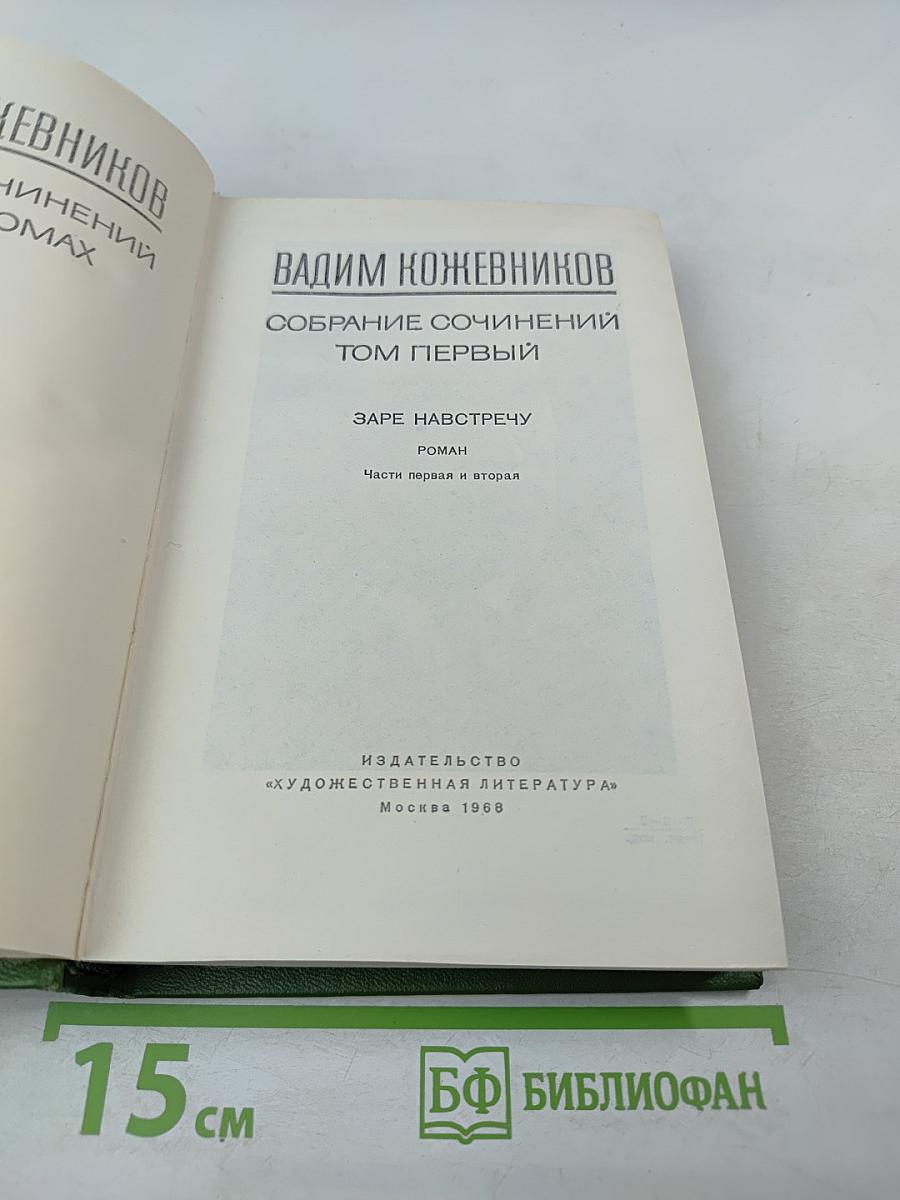 ЖЕВНИКОВ
ЧИНЕНИЙ
ОМАХ
ВАДИМ КОЖЕВНИКОВ
СОБРАНИЕ СОЧИНЕНИЙ
ТОМ ПЕРВЫЙ
ЗАРЕ НАВСТРЕЧУ
РОМАН
Части первая и вторая
ИЗДАТЕЛЬСТВО
«ХУДОЖЕСТВЕННАЯ ЛИТЕРАТУРА»
Москва 1968
15 см
БФ БИБЛИОФАН